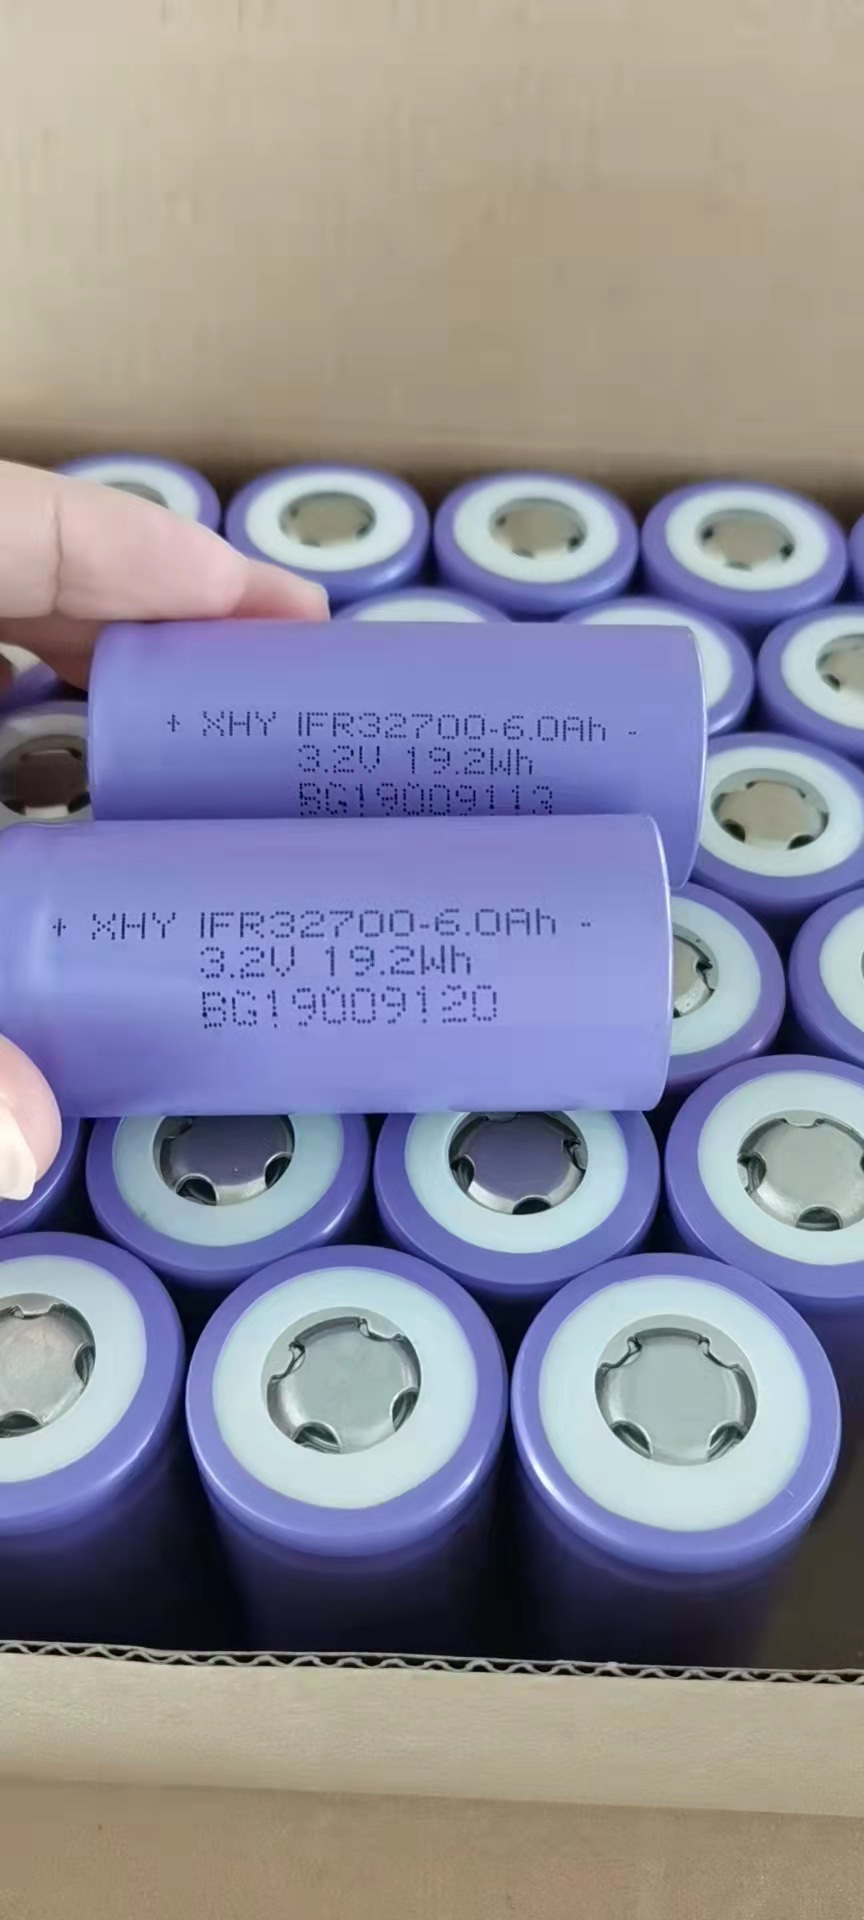 + XHY IFR32700-6.0Ah -
3.2V 19.2Wh
BG19009113
+ XHY IFR32700-6.0Ah -
3.2V 19.2Wh
BG19009120